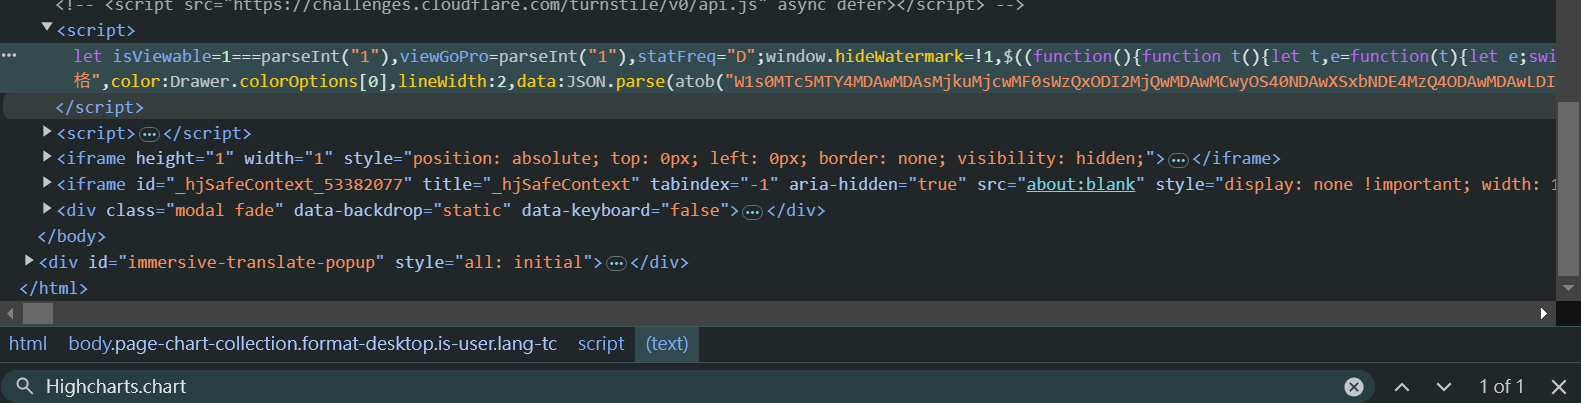 <!-- <script src="https://challenges.cloudflare.com/turnstile/v0/api.js" async defer></script> -->
▼<script>
let isViewable=1===parseInt("1"),viewGoPro=parseInt("1"),statFreq="D";window.hideWatermark=!1,$((function(){function t(){let t,e=function(t){let e;swi
格",color:Drawer.colorOptions[0],lineWidth:2,data:JSON.parse(atob("W1s0MTc5MTY4MDAwMDAsMjkuMjcwMF0sWzQxODI2MjQwMDAwMCwyOS40NDAwXSxbNDE4MzQ4ODAwMDAwLDI
</script>
▶<script>…</script>
▶<iframe height="1" width="1" style="position: absolute; top: 0px; left: 0px; border: none; visibility: hidden;">…</iframe>
▶<iframe id="_hjSafeContext_53382077" title="_hjSafeContext" tabindex="-1" aria-hidden="true" src="about:blank" style="display: none !important; width: 1
▶<div class="modal fade" data-backdrop="static" data-keyboard="false">…</div>
</body>
▶<div id="immersive-translate-popup" style="all: initial">…</div>
</html>
html body.page-chart-collection.format-desktop.is-user.lang-tc script (text)
Highcharts.chart 1 of 1